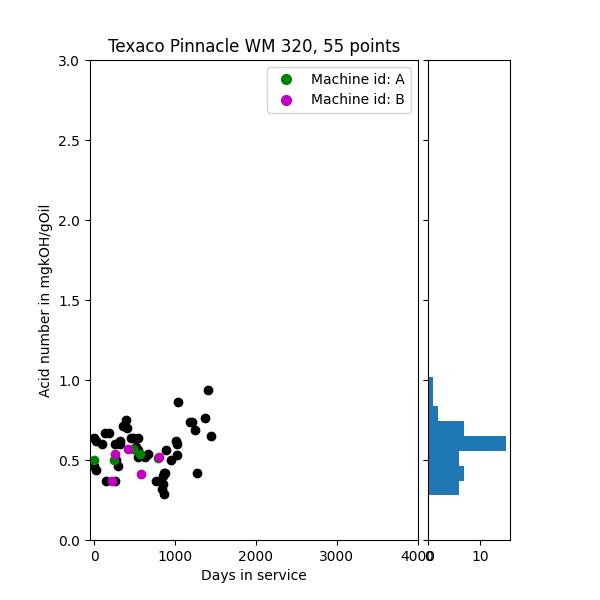 Texaco Pinnacle WM 320, 55 points
Machine id: A
Machine id: B
Acid number in mgkOH/gOil
3.0
2.5
2.0
1.5
1.0
0.5
0.0
0 1000 2000 3000 4000
0 10
Days in service